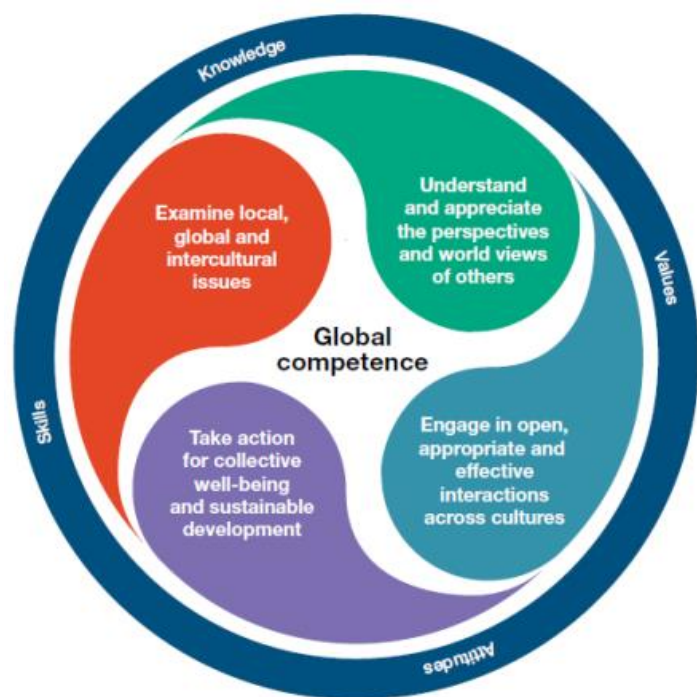 Knowledge
Examine local,
global and
intercultural
issues
Understand
and appreciate
the perspectives
and world views
of others
Values
Global
competence
Skills
Take action
for collective
well-being
and sustainable
development
Engage in open,
appropriate and
effective
interactions
across cultures
Attitudes